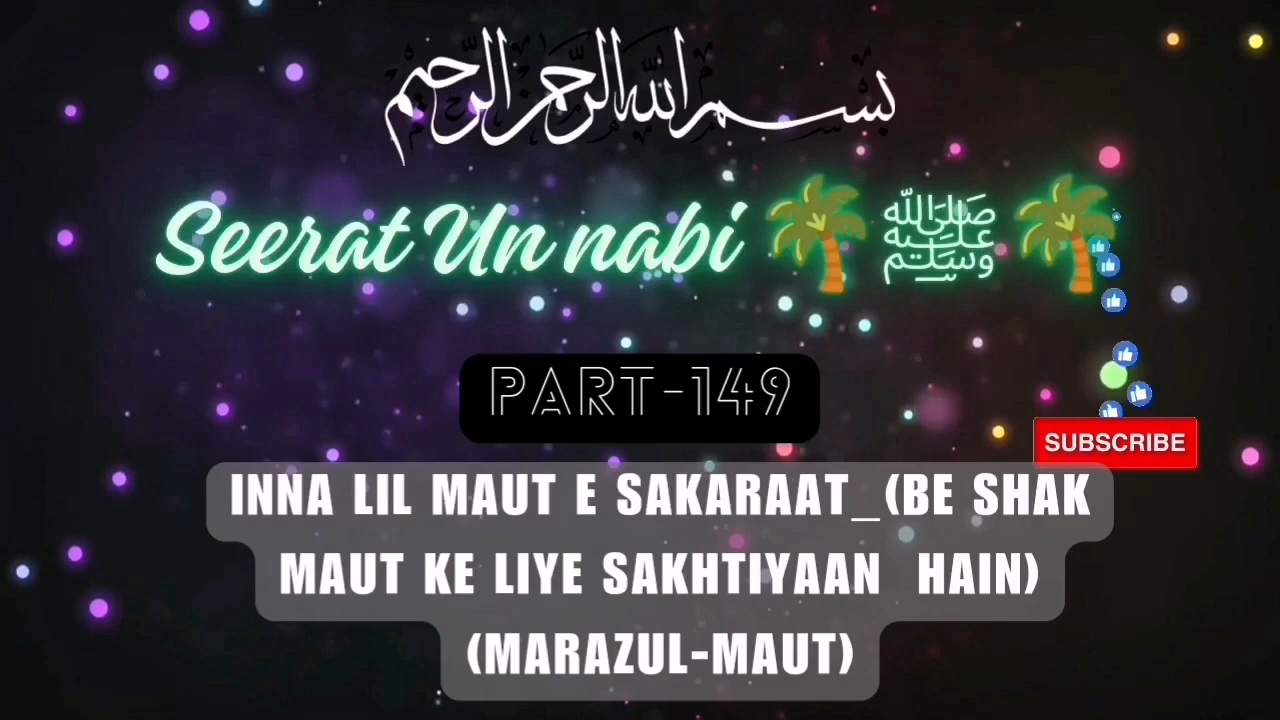 بسم الله الرحمن الرحيم
Seerat Un nabi 🌴 ﷺ 🌴
PART-149
SUBSCRIBE
INNA LIL MAUT E SAKARAAT_(BE SHAK
MAUT KE LIYE SAKHTIYAAN HAIN)
(MARAZUL-MAUT)